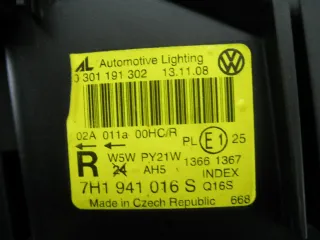 AL Automotive Lighting
3 301 191 302 13.11.08
02A 011a 00HC/R
PL E1 25
R W5W PY21W 1366 1367
24 AH5 INDEX
7H1 941 016 S Q16S
Made in Czech Republic 668